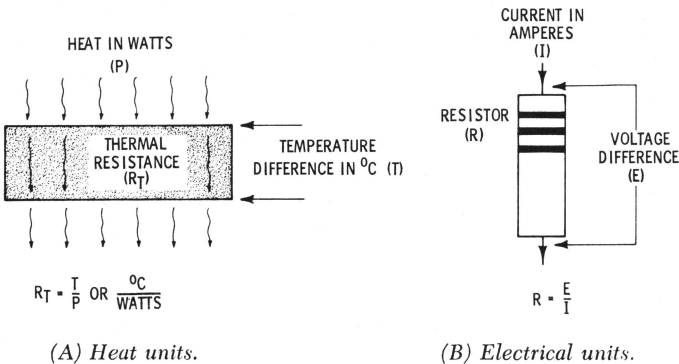 HEAT IN WATTS
(P)
THERMAL
RESISTANCE
(RT)
TEMPERATURE
DIFFERENCE IN °C (T)
RT = T/P OR °C/WATTS
(A) Heat units.
CURRENT IN
AMPERES
(I)
RESISTOR
(R)
VOLTAGE
DIFFERENCE
(E)
R = E/I
(B) Electrical units.